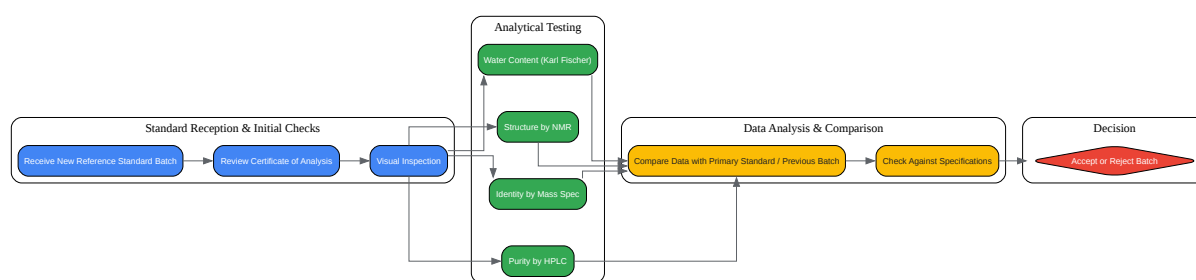 Standard Reception & Initial Checks
Receive New Reference Standard Batch
Review Certificate of Analysis
Visual Inspection
Analytical Testing
Water Content (Karl Fischer)
Structure by NMR
Identity by Mass Spec
Purity by HPLC
Data Analysis & Comparison
Compare Data with Primary Standard / Previous Batch
Check Against Specifications
Decision
Accept or Reject Batch